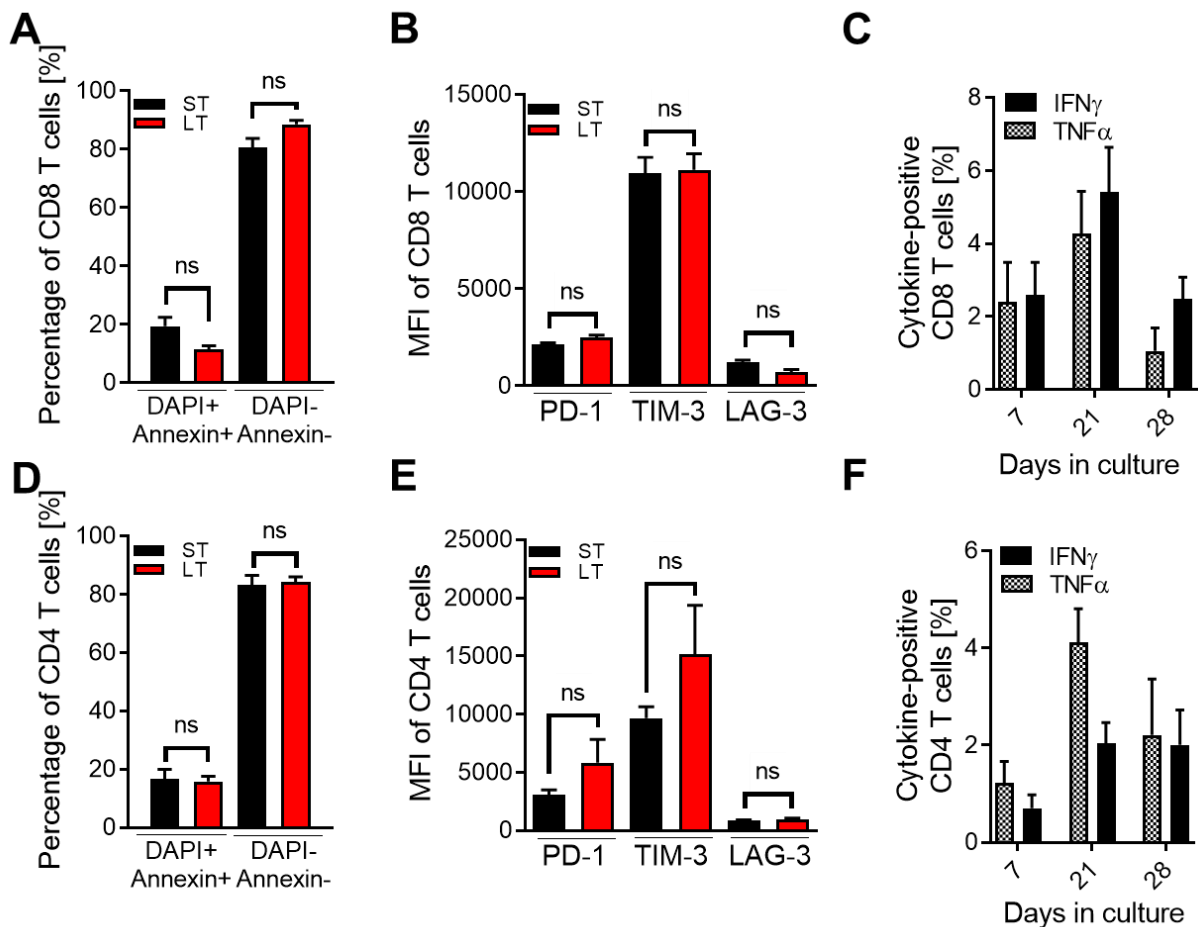 A
Percentage of CD8 T cells [%]
100
80
60
40
20
0
ST
LT
ns
ns
DAPI+
Annexin+
DAPI-
Annexin-
B
MFI of CD8 T cells
15000
10000
5000
0
ST
LT
ns
ns
ns
PD-1
TIM-3
LAG-3
C
Cytokine-positive
CD8 T cells [%]
8
6
4
2
0
IFNγ
TNFα
7
21
28
Days in culture
D
Percentage of CD4 T cells [%]
100
80
60
40
20
0
ST
LT
ns
ns
DAPI+
Annexin+
DAPI-
Annexin-
E
MFI of CD4 T cells
25000
20000
15000
10000
5000
0
ST
LT
ns
ns
ns
PD-1
TIM-3
LAG-3
F
Cytokine-positive
CD4 T cells [%]
6
4
2
0
IFNγ
TNFα
7
21
28
Days in culture